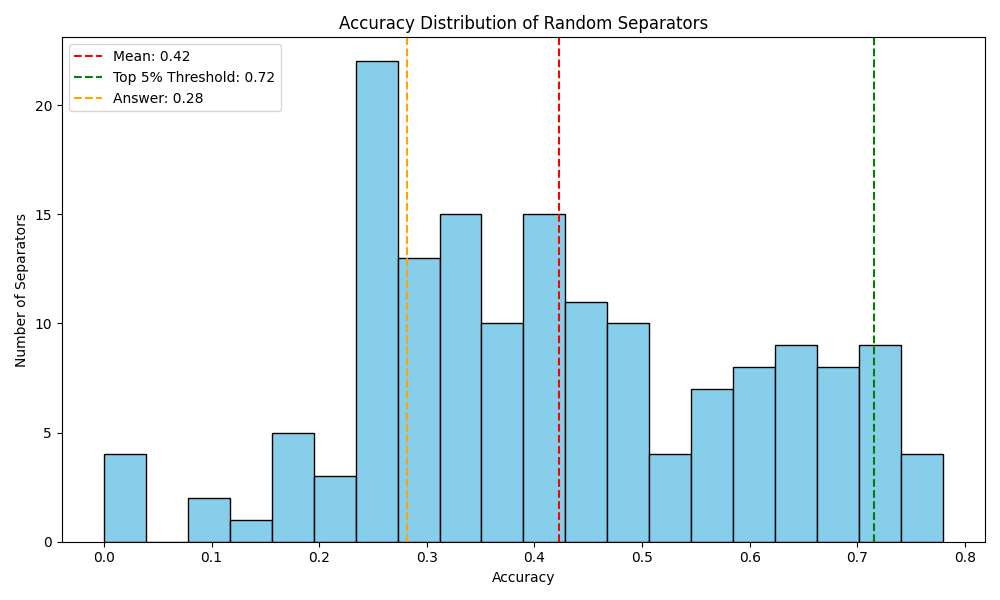 Accuracy Distribution of Random Separators
Mean: 0.42
Top 5% Threshold: 0.72
Answer: 0.28
Number of Separators
20
15
10
5
0
0.0 0.1 0.2 0.3 0.4 0.5 0.6 0.7 0.8
Accuracy